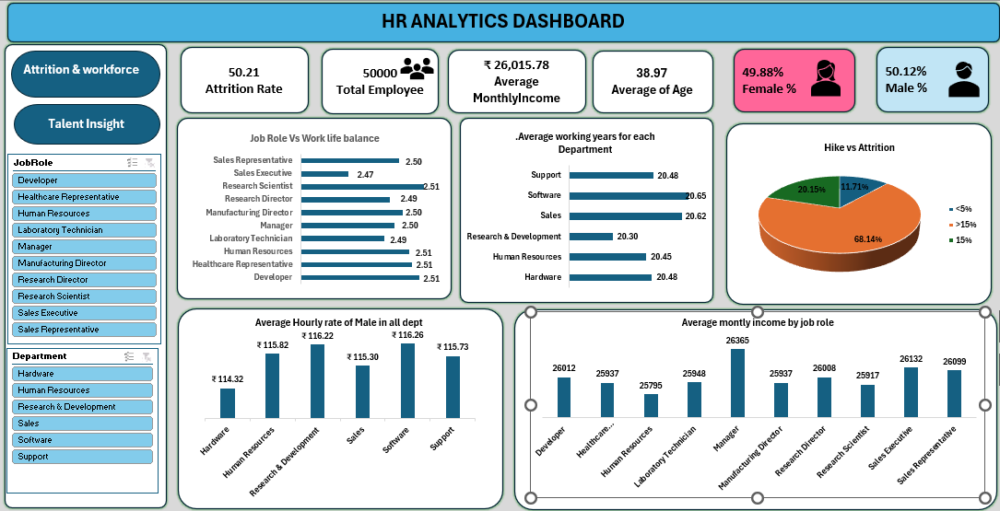 HR ANALYTICS DASHBOARD
Attrition & workforce
Talent Insight
50.21
Attrition Rate
50000
Total Employee
₹ 26,015.78
Average
MonthlyIncome
38.97
Average of Age
49.88%
Female %
50.12%
Male %
JobRole
Developer
Healthcare Representative
Human Resources
Laboratory Technician
Manager
Manufacturing Director
Research Director
Research Scientist
Sales Executive
Sales Representative
Department
Hardware
Human Resources
Research & Development
Sales
Software
Support
Job Role Vs Work life balance
Sales Representative 2.50
Sales Executive 2.47
Research Scientist 2.51
Research Director 2.49
Manufacturing Director 2.50
Manager 2.50
Laboratory Technician 2.49
Human Resources 2.51
Healthcare Representative 2.51
Developer 2.51
.Average working years for each
Department
Support 20.48
Software 20.65
Sales 20.62
Research & Development 20.30
Human Resources 20.45
Hardware 20.48
Hike vs Attrition
20.15%
11.71%
68.14%
<5%
>15%
15%
Average Hourly rate of Male in all dept
₹ 114.32
₹ 115.82
₹ 116.22
₹ 115.30
₹ 116.26
₹ 115.73
Hardware
Human Resources
Research & Development
Sales
Software
Support
Average montly income by job role
26012
25937
25795
25948
26365
25937
26008
25917
26132
26099
Developer
Healthcare...
Human Resources
Laboratory Technician
Manager
Manufacturing Director
Research Director
Research Scientist
Sales Executive
Sales Representative